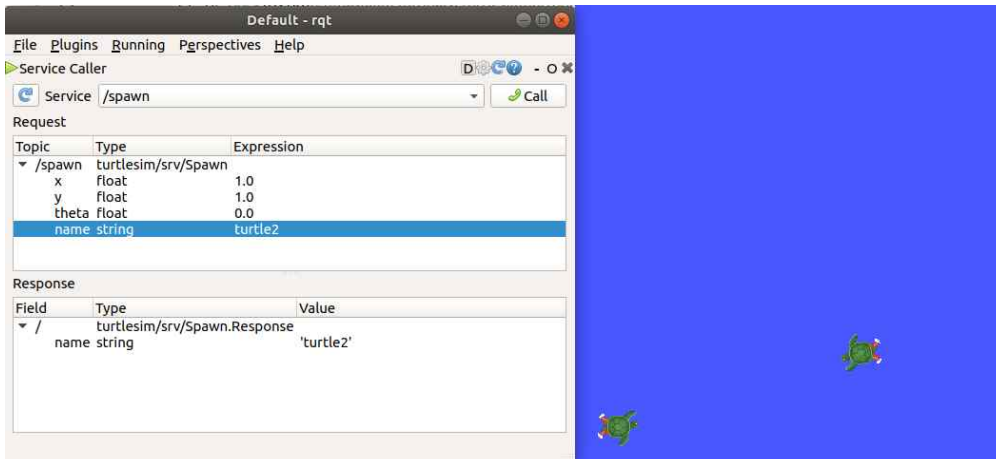 Default - rqt
File Plugins Running Perspectives Help
Service Caller D - O
Service /spawn Call
Request
Topic Type Expression
/spawn turtlesim/srv/Spawn
x float 1.0
y float 1.0
theta float 0.0
name string turtle2
Response
Field Type Value
/ turtlesim/srv/Spawn.Response
name string 'turtle2'